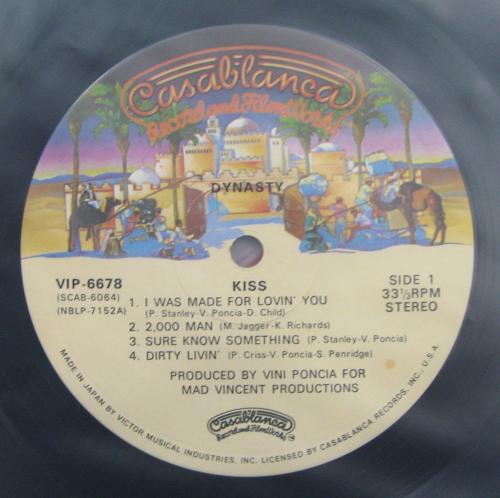 Casablanca
Record and FilmWorks
DYNASTY
VIP-6678
(SCAB-6064)
(NBLP-7152A)
KISS
SIDE 1
33⅓RPM
STEREO
1. I WAS MADE FOR LOVIN' YOU
(P. Stanley-V. Poncia-D. Child)
2. 2,000 MAN (M. Jagger-K. Richards)
3. SURE KNOW SOMETHING (P. Stanley-V. Poncia)
4. DIRTY LIVIN' (P. Criss-V. Poncia-S. Penridge)
PRODUCED BY VINI PONCIA FOR
MAD VINCENT PRODUCTIONS
Casablanca
Record and FilmWorks
MADE IN JAPAN BY VICTOR MUSICAL INDUSTRIES, INC. LICENSED BY CASABLANCA RECORDS, INC., U.S.A.